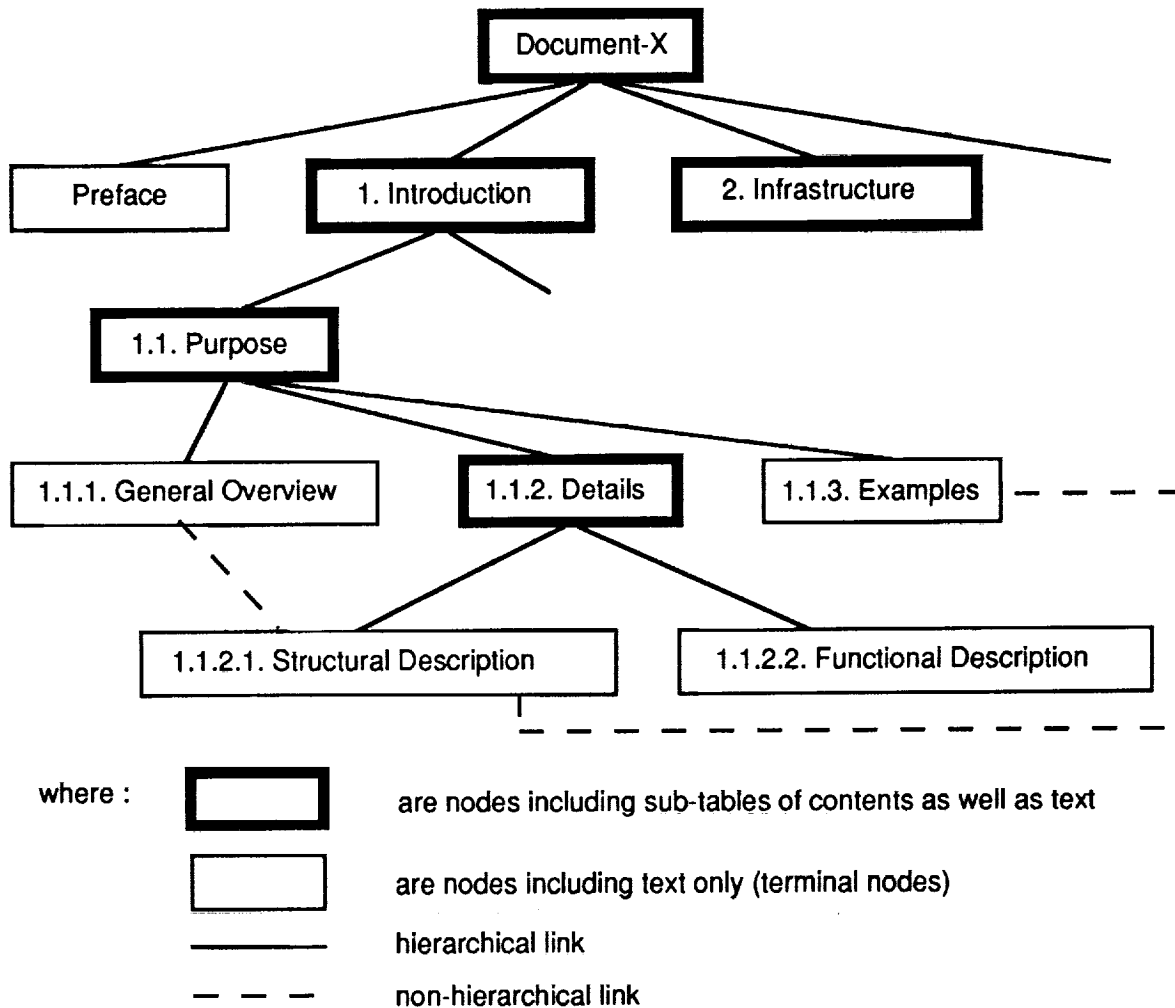 Document-X
Preface
1. Introduction
2. Infrastructure
1.1. Purpose
1.1.1. General Overview
1.1.2. Details
1.1.3. Examples
1.1.2.1. Structural Description
1.1.2.2. Functional Description
where :
are nodes including sub-tables of contents as well as text
are nodes including text only (terminal nodes)
hierarchical link
non-hierarchical link